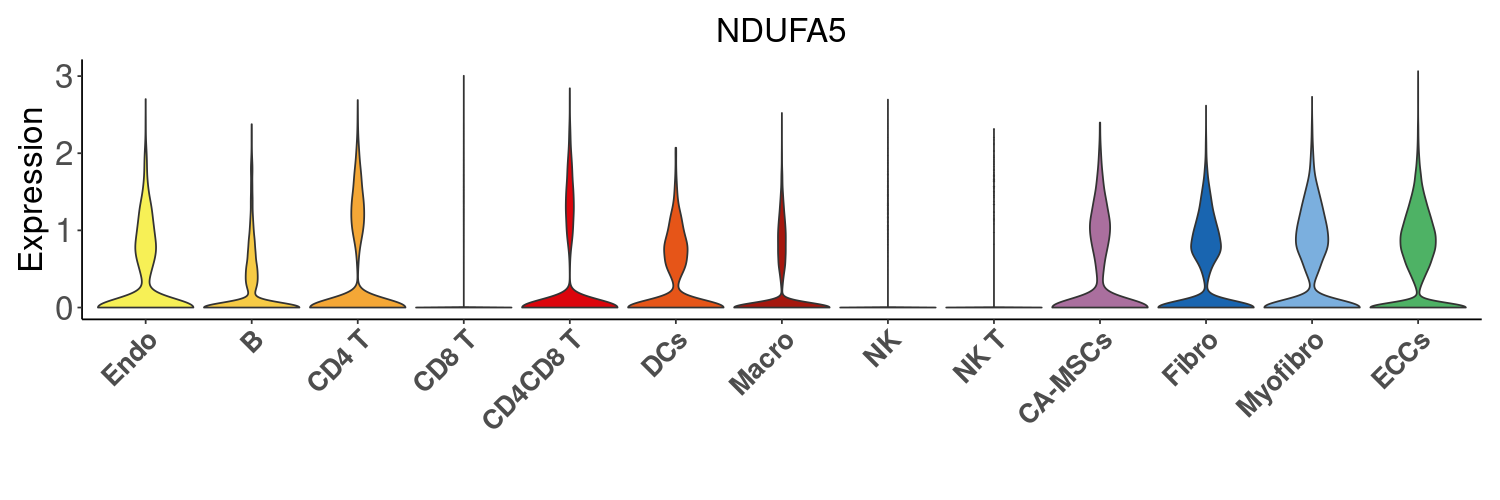 NDUFA5
Expression
3
2
1
0
Endo
B
CD4 T
CD8 T
CD4CD8 T
DCs
Macro
NK
NK T
CA-MSCs
Fibro
Myofibro
ECCs